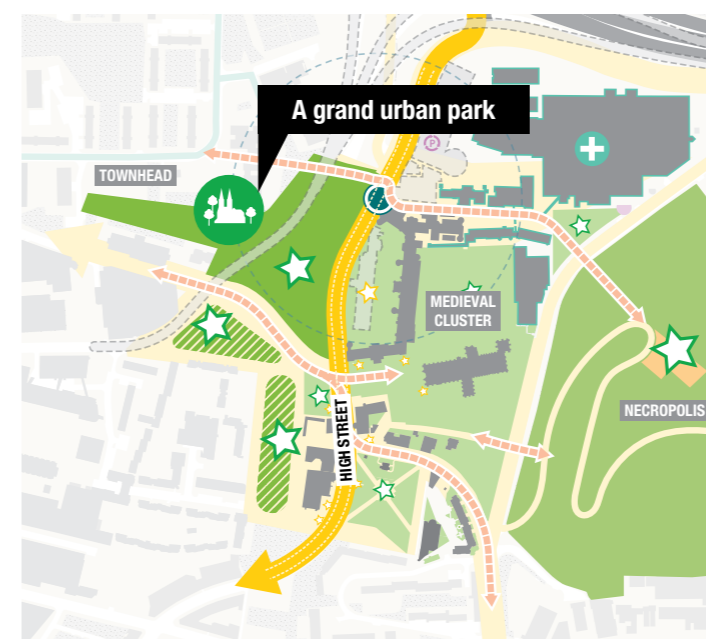 A grand urban park
P
TOWNHEAD
MEDIEVAL
CLUSTER
NECROPOLIS
HIGH STREET